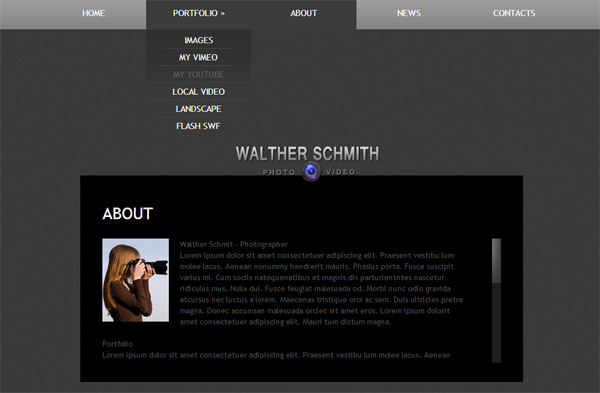 HOME PORTFOLIO » ABOUT NEWS CONTACTS
IMAGES
MY VIMEO
MY YOUTUBE
LOCAL VIDEO
LANDSCAPE
FLASH SWF
WALTHER SCHMITH
PHOTO VIDEO
ABOUT
Walther Schmit - Photographer
Lorem ipsum dolor sit amet consectetuer adipiscing elit. Praesent vestibulum lum
molee lacus. Aenean nonummy hendrerit mauris. Phaslus porta. Fusce suscipit
varius mi. Cum sociis natoquenatibus et magnis dis parturientntes nascetur
ridiculus mus. Nulla dui. Fusce feugiat malesuada od. Morbi nunc odio gravida
atcursus nec luctus a lorem. Maecenas tristique orci ac sem. Duis ultricies pretra
magna. Donec accumsan malesuada orciec sit amet eros. Lorem ipsum dolor sit
amet consectetuer adipiscing elit. Mauri tum dictum magna.
Portfolio
Lorem ipsum dolor sit amet consectetuer adipiscing elit. Praesent vestibulum molee lacus. Aenean